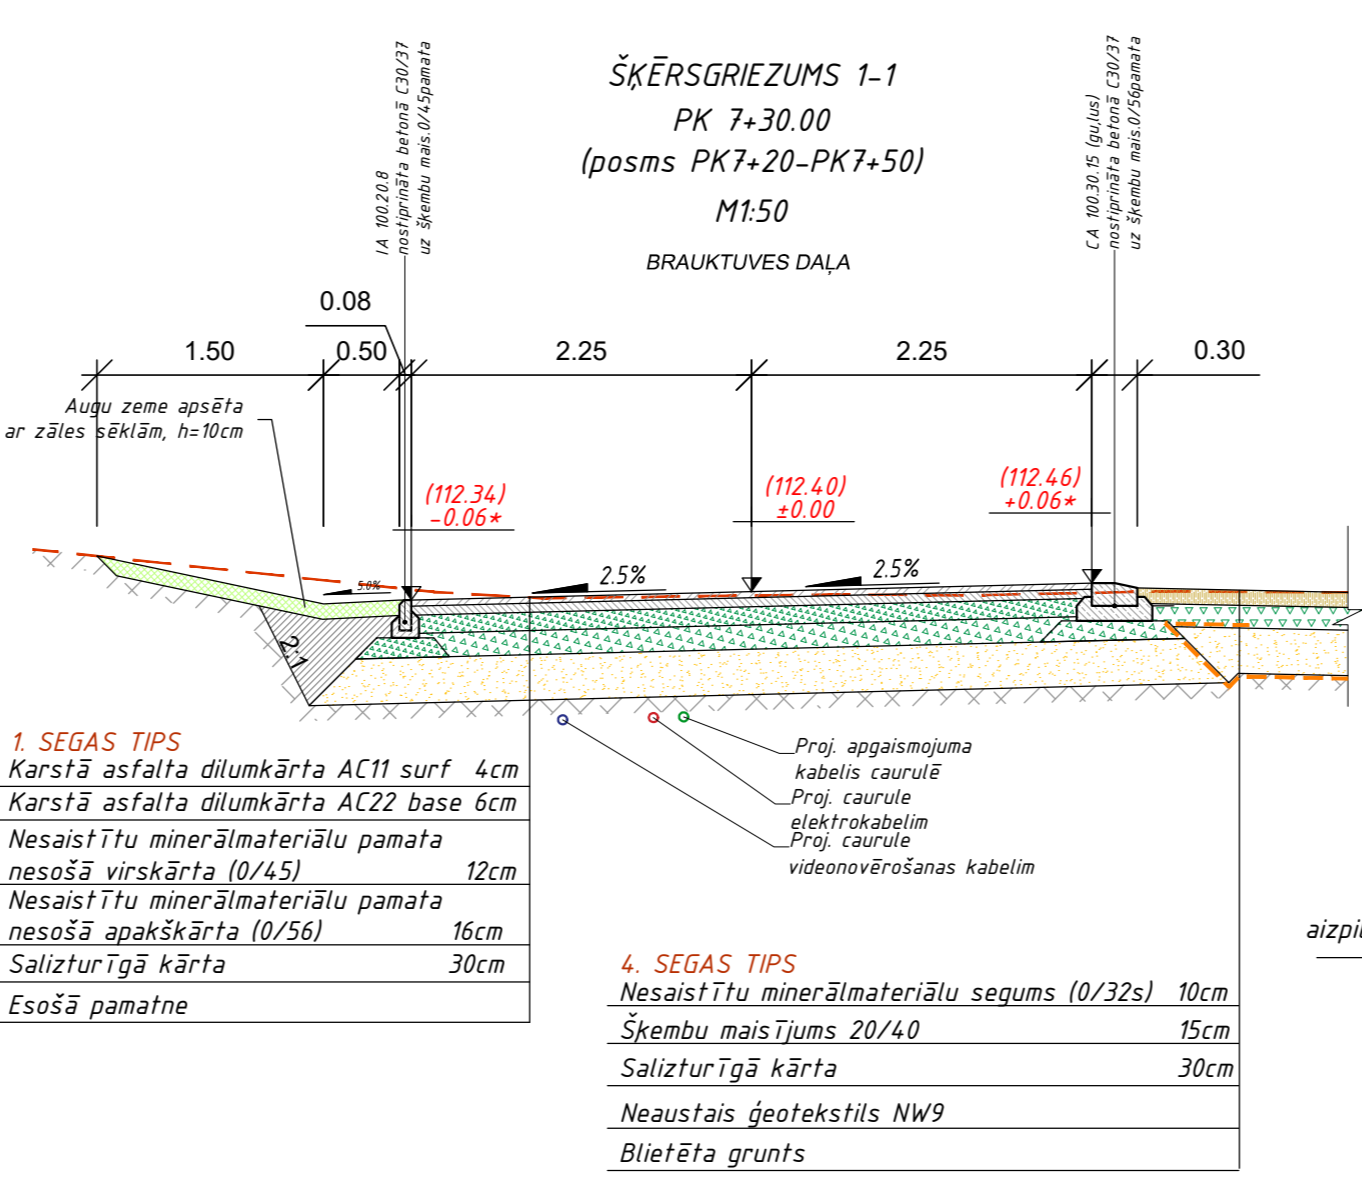 ŠĶĒRSGRIEZUMS 1-1
PK 7+30.00
(posms PK7+20-PK7+50)
M1:50
BRAUKTUVES DAĻA
IA 100.20.8
nostiprināta betonā C30/37
uz šķembu mais.0/45pamata
CA 100.30.15 (guļus)
nostiprināta betonā C30/37
uz šķembu mais.0/56pamata
0.08
1.50
0.50
2.25
2.25
0.30
Augu zeme apsēta
ar zāles sēklām, h=10cm
(112.34)
-0.06*
(112.40)
±0.00
(112.46)
+0.06*
5.0%
2.5%
2.5%
2:1
1. SEGAS TIPS
Karstā asfalta dilumkārta AC11 surf 4cm
Karstā asfalta dilumkārta AC22 base 6cm
Nesaistītu minerālmateriālu pamata
nesošā virskārta (0/45) 12cm
Nesaistītu minerālmateriālu pamata
nesošā apakškārta (0/56) 16cm
Salizturīgā kārta 30cm
Esošā pamatne
Proj. apgaismojuma
kabelis caurulē
Proj. caurule
elektrokabelim
Proj. caurule
videonovērošanas kabelim
4. SEGAS TIPS
Nesaistītu minerālmateriālu segums (0/32s) 10cm
Šķembu maisījums 20/40 15cm
Salizturīgā kārta 30cm
Neaustais ģeotekstils NW9
Blietēta grunts